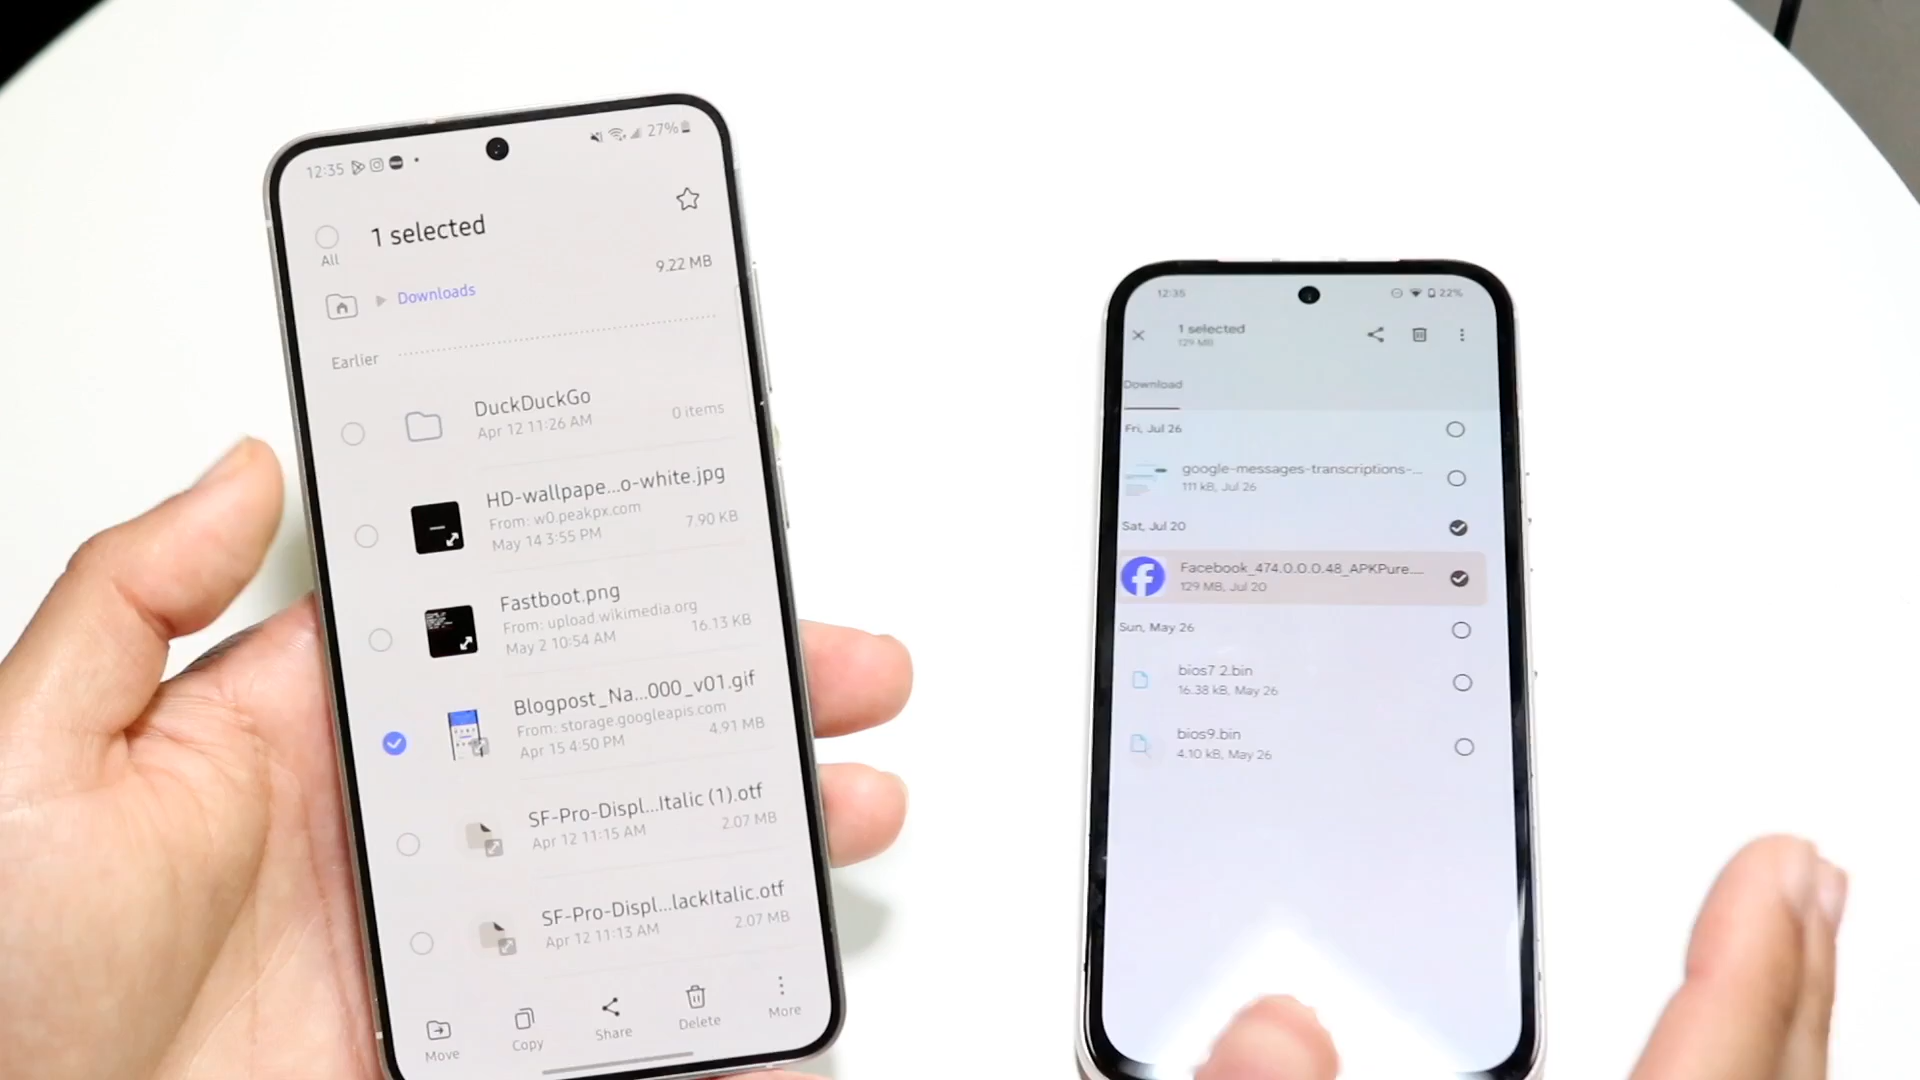 12:35
27%
1 selected
All
9.22 MB
Downloads
Earlier
DuckDuckGo
Apr 12 11:26 AM
0 items
HD-wallpape...o-white.jpg
From: w0.peakpx.com
May 14 3:55 PM
7.90 KB
Fastboot.png
From: upload.wikimedia.org
May 2 10:54 AM
16.13 KB
Blogpost_Na...000_v01.gif
From: storage.googleapis.com
Apr 15 4:50 PM
4.91 MB
SF-Pro-Displ...Italic (1).otf
Apr 12 11:15 AM
2.07 MB
SF-Pro-Displ...lackItalic.otf
Apr 12 11:13 AM
2.07 MB
Move
Copy
Share
Delete
More
12:35
22%
1 selected
129 MB
Download
Fri, Jul 26
google-messages-transcriptions-...
111 kB, Jul 26
Sat, Jul 20
Facebook_474.0.0.0.48_APKPure....
129 MB, Jul 20
Sun, May 26
bios7 2.bin
16.38 kB, May 26
bios9.bin
4.10 kB, May 26